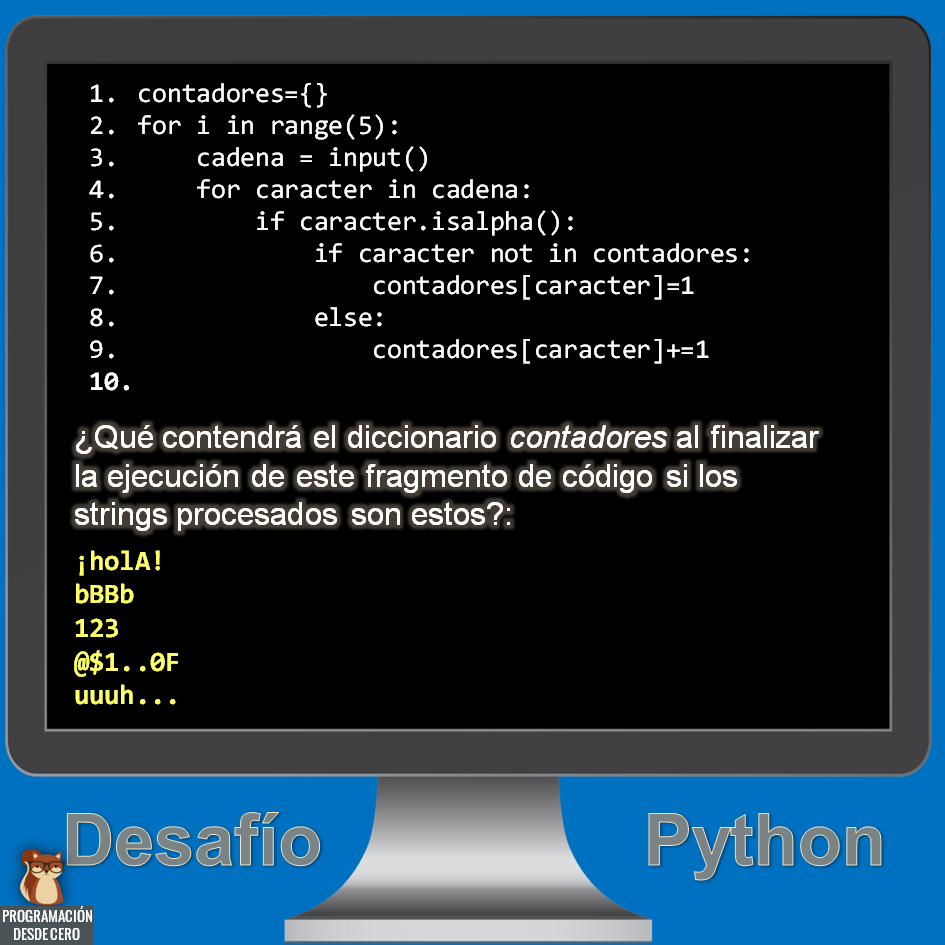 1. contadores={}
2. for i in range(5):
3.     cadena = input()
4.     for caracter in cadena:
5.         if caracter.isalpha():
6.             if caracter not in contadores:
7.                 contadores[caracter]=1
8.             else:
9.                 contadores[caracter]+=1
10.
¿Qué contendrá el diccionario contadores al finalizar
la ejecución de este fragmento de código si los
strings procesados son estos?:
¡holA!
bBBb
123
@$1..0F
uuuh...
Desafío Python
PROGRAMACIÓN
DESDE CERO